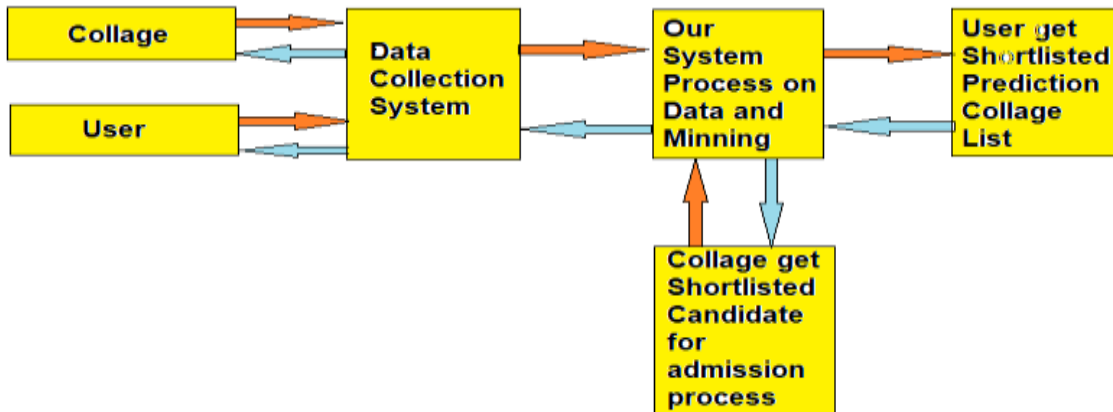 Collage
User
Data
Collection
System
Our
System
Process on
Data and
Minning
User get
Shortlisted
Prediction
Collage
List
Collage get
Shortlisted
Candidate
for
admission
process